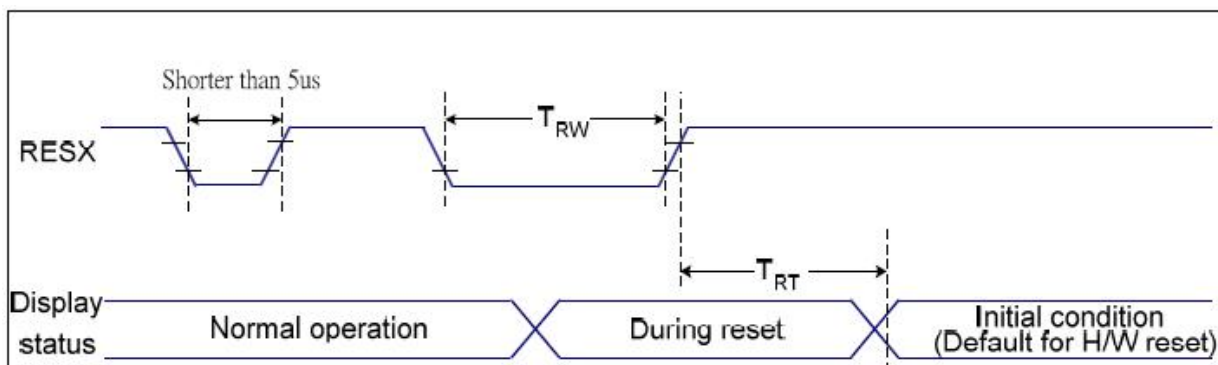 Shorter than 5us
TRW
RESX
TRT
Display
status
Normal operation
During reset
Initial condition
(Default for H/W reset)